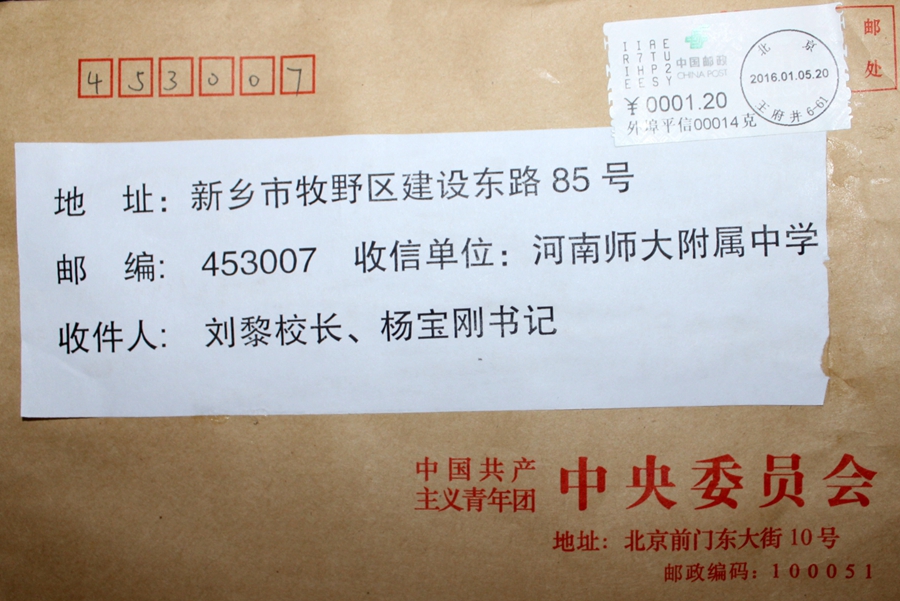 邮
处
453007
IIAE
R7TU
IHP2
EESY
中国邮政
CHINA POST
¥0001.20
外埠平信00014克
北京
2016.01.05.20
王府井6-61
地 址：新乡市牧野区建设东路 85 号
邮 编： 453007 收信单位：河南师大附属中学
收件人： 刘黎校长、杨宝刚书记
中国共产
主义青年团
中央委员会
地址：北京前门东大街10号
邮政编码：100051